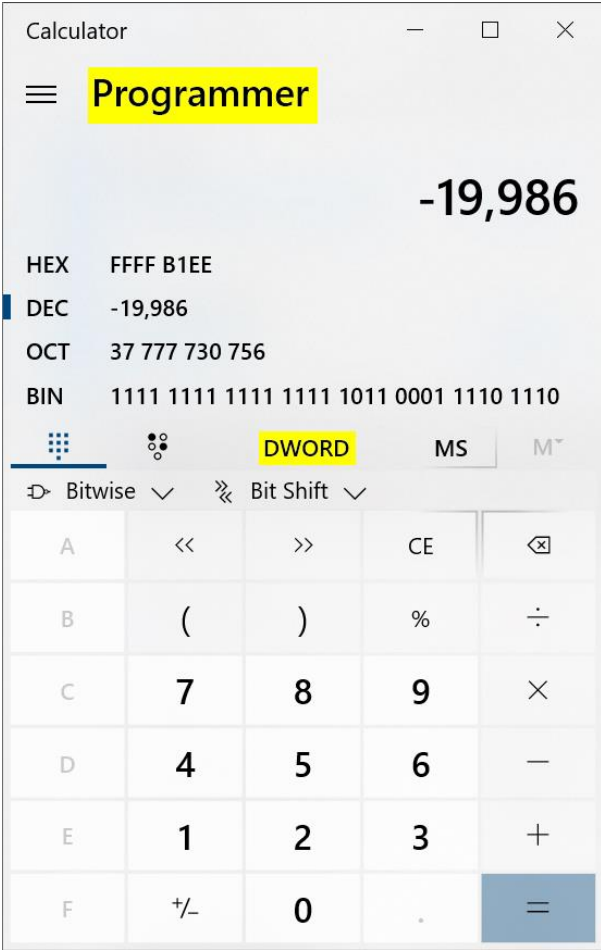 Calculator
Programmer
-19,986
HEX FFFF B1EE
DEC -19,986
OCT 37 777 730 756
BIN 1111 1111 1111 1111 1011 0001 1110 1110
DWORD MS M
Bitwise Bit Shift
A << >> CE
B ( ) % ÷
C 7 8 9 ×
D 4 5 6 −
E 1 2 3 +
F +/− 0 . =